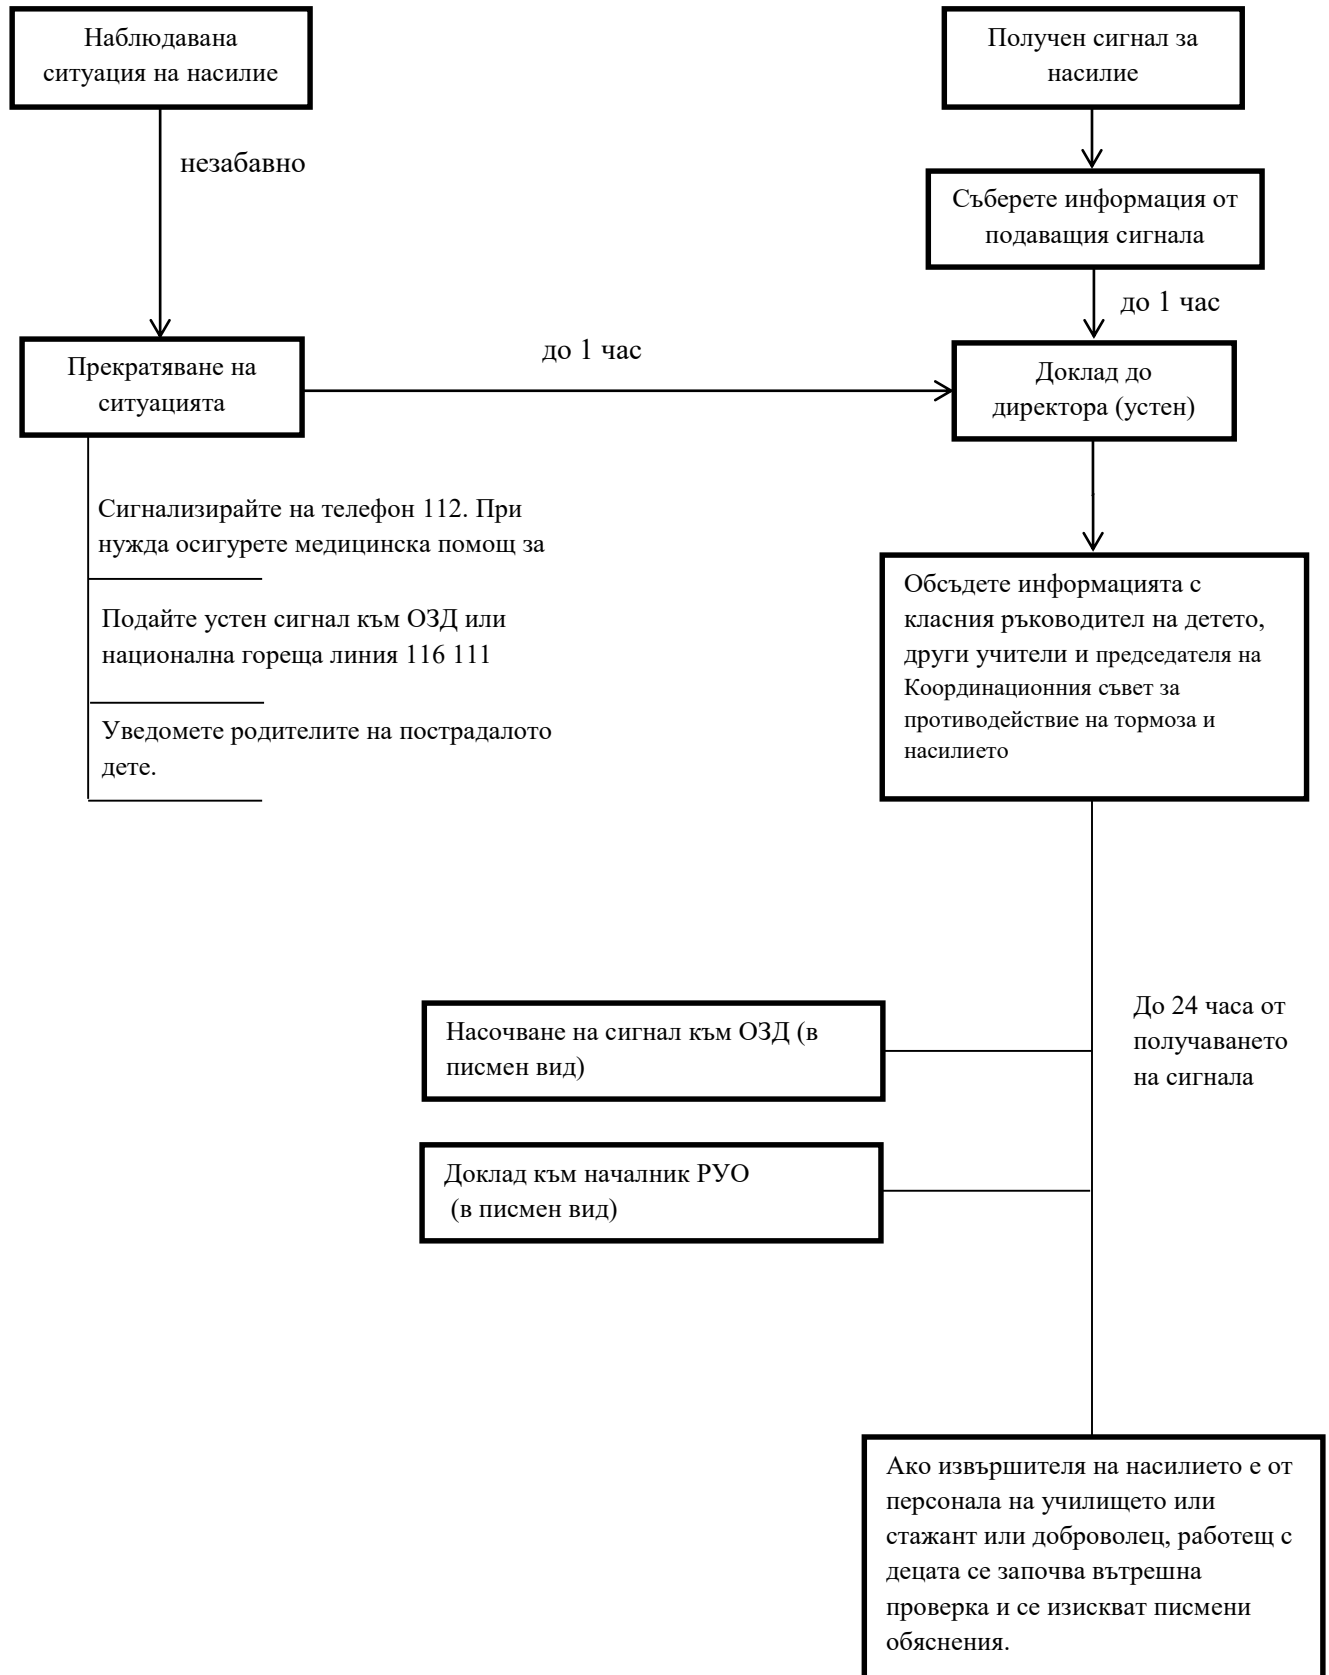 Наблюдавана
ситуация на насилие
Получен сигнал за
насилие
незабавно
Съберете информация от
подаващия сигнала
до 1 час
до 1 час
Прекратяване на
ситуацията
Доклад до
директора (устен)
Сигнализирайте на телефон 112. При
нужда осигурете медицинска помощ за
Подайте устен сигнал към ОЗД или
национална гореща линия 116 111
Уведомете родителите на пострадалото
дете.
Обсъдете информацията с
класния ръководител на детето,
други учители и председателя на
Координационния съвет за
противодействие на тормоза и
насилието
До 24 часа от
получаването
на сигнала
Насочване на сигнал към ОЗД (в
писмен вид)
Доклад към началник РУО
(в писмен вид)
Ако извършителя на насилието е от
персонала на училището или
стажант или доброволец, работещ с
децата се започва вътрешна
проверка и се изискват писмени
обяснения.